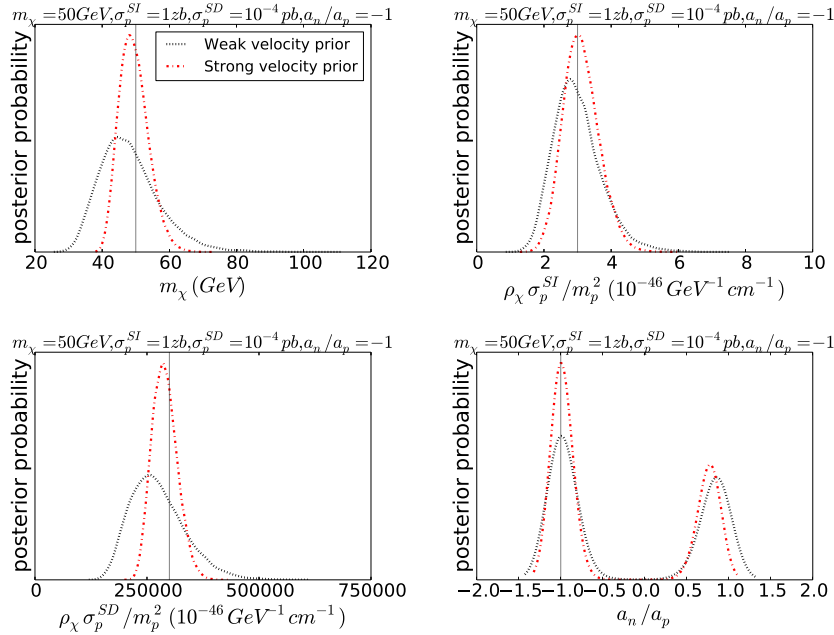 m_χ = 50GeV, σ_p^{SI} = 1zb, σ_p^{SD} = 10^{-4} pb, a_n/a_p = −1
posterior probability
Weak velocity prior
Strong velocity prior
20 40 60 80 100 120
m_χ (GeV)
m_χ = 50GeV, σ_p^{SI} = 1zb, σ_p^{SD} = 10^{-4} pb, a_n/a_p = −1
posterior probability
0 2 4 6 8 10
ρ_χ σ_p^{SI}/m_p^2 (10^{-46} GeV^{-1} cm^{-1})
m_χ = 50GeV, σ_p^{SI} = 1zb, σ_p^{SD} = 10^{-4} pb, a_n/a_p = −1
posterior probability
0 250000 500000 750000
ρ_χ σ_p^{SD}/m_p^2 (10^{-46} GeV^{-1} cm^{-1})
m_χ = 50GeV, σ_p^{SI} = 1zb, σ_p^{SD} = 10^{-4} pb, a_n/a_p = −1
posterior probability
−2.0 −1.5 −1.0 −0.5 0.0 0.5 1.0 1.5 2.0
a_n/a_p